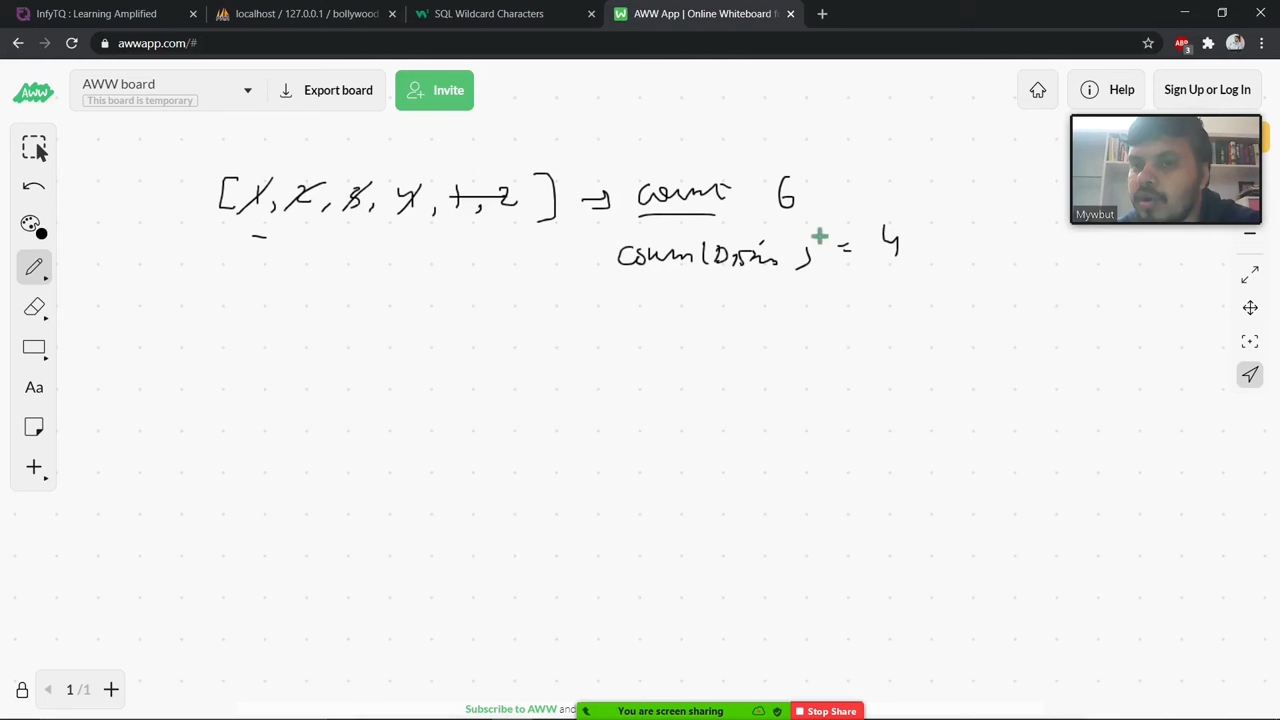 InfyTQ : Learning Amplified
localhost / 127.0.0.1 / bollywood
SQL Wildcard Characters
AWW App | Online Whiteboard f
awwapp.com/#
3
AWW board
This board is temporary
Export board
Invite
Help
Sign Up or Log In
Mywbut
[1, 2, 3, 4, 1, 2] → count 6
count(Distin) = 4
Aa
1 /1
Subscribe to AWW and
You are screen sharing
Stop Share